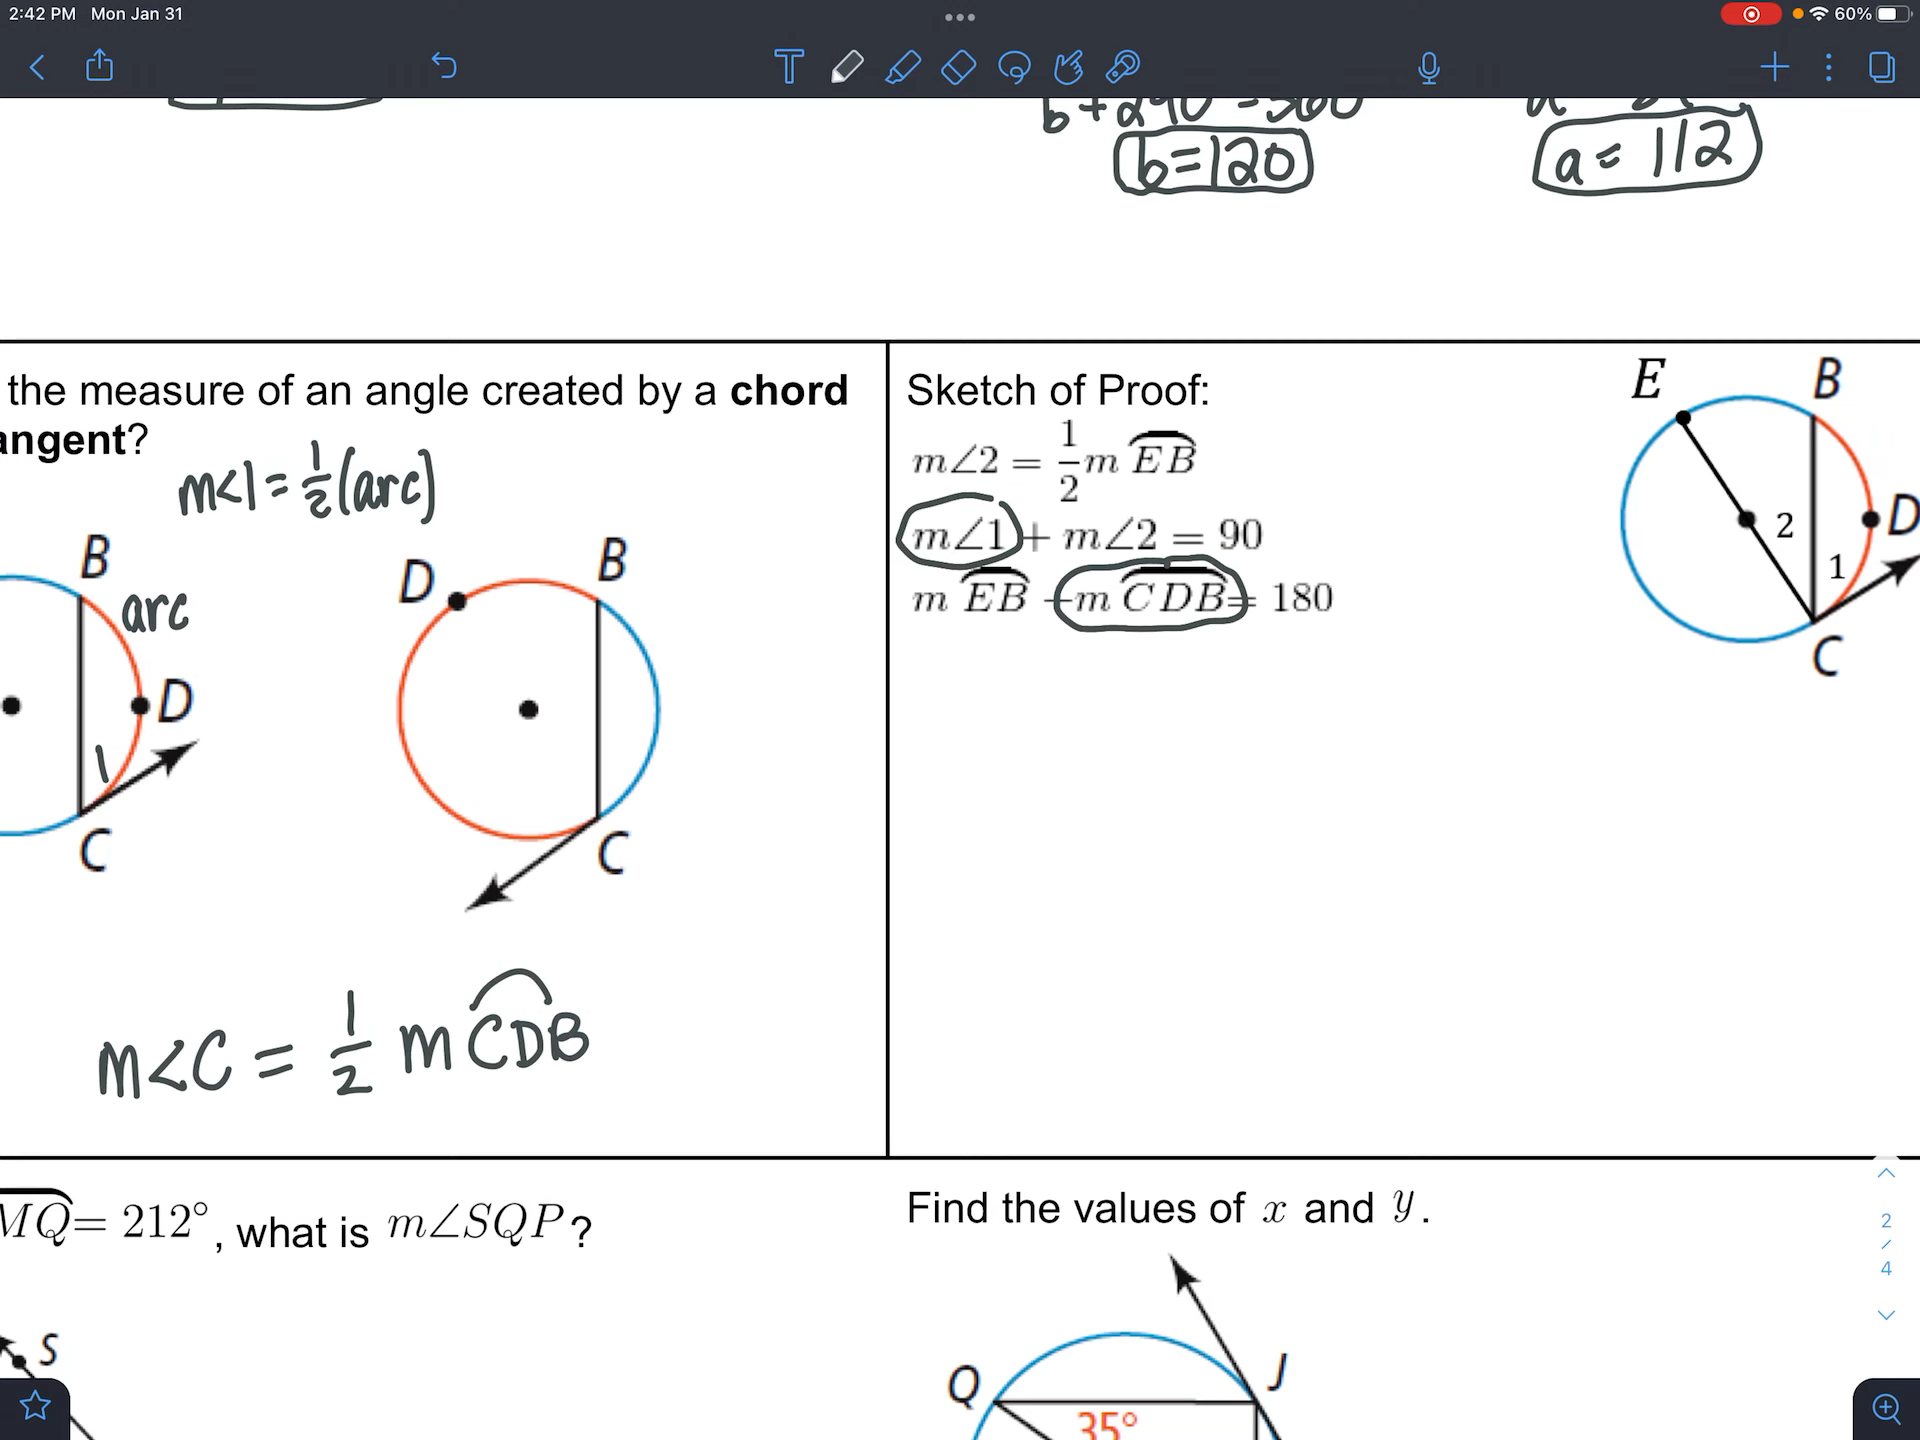 2:42 PM Mon Jan 31
60%
b + 240 = 360
b = 120
a = 112
the measure of an angle created by a chord
angent?
m<1 = 1/2 (arc)
B
arc
D
1
C
D
B
C
m<C = 1/2 m CDB
Sketch of Proof:
m∠2 = 1/2 m EB
m∠1 + m∠2 = 90
m EB + m CDB = 180
E
B
2
D
1
C
MQ = 212°, what is m∠SQP?
S
Find the values of x and y.
Q
J
35°
2
/
4